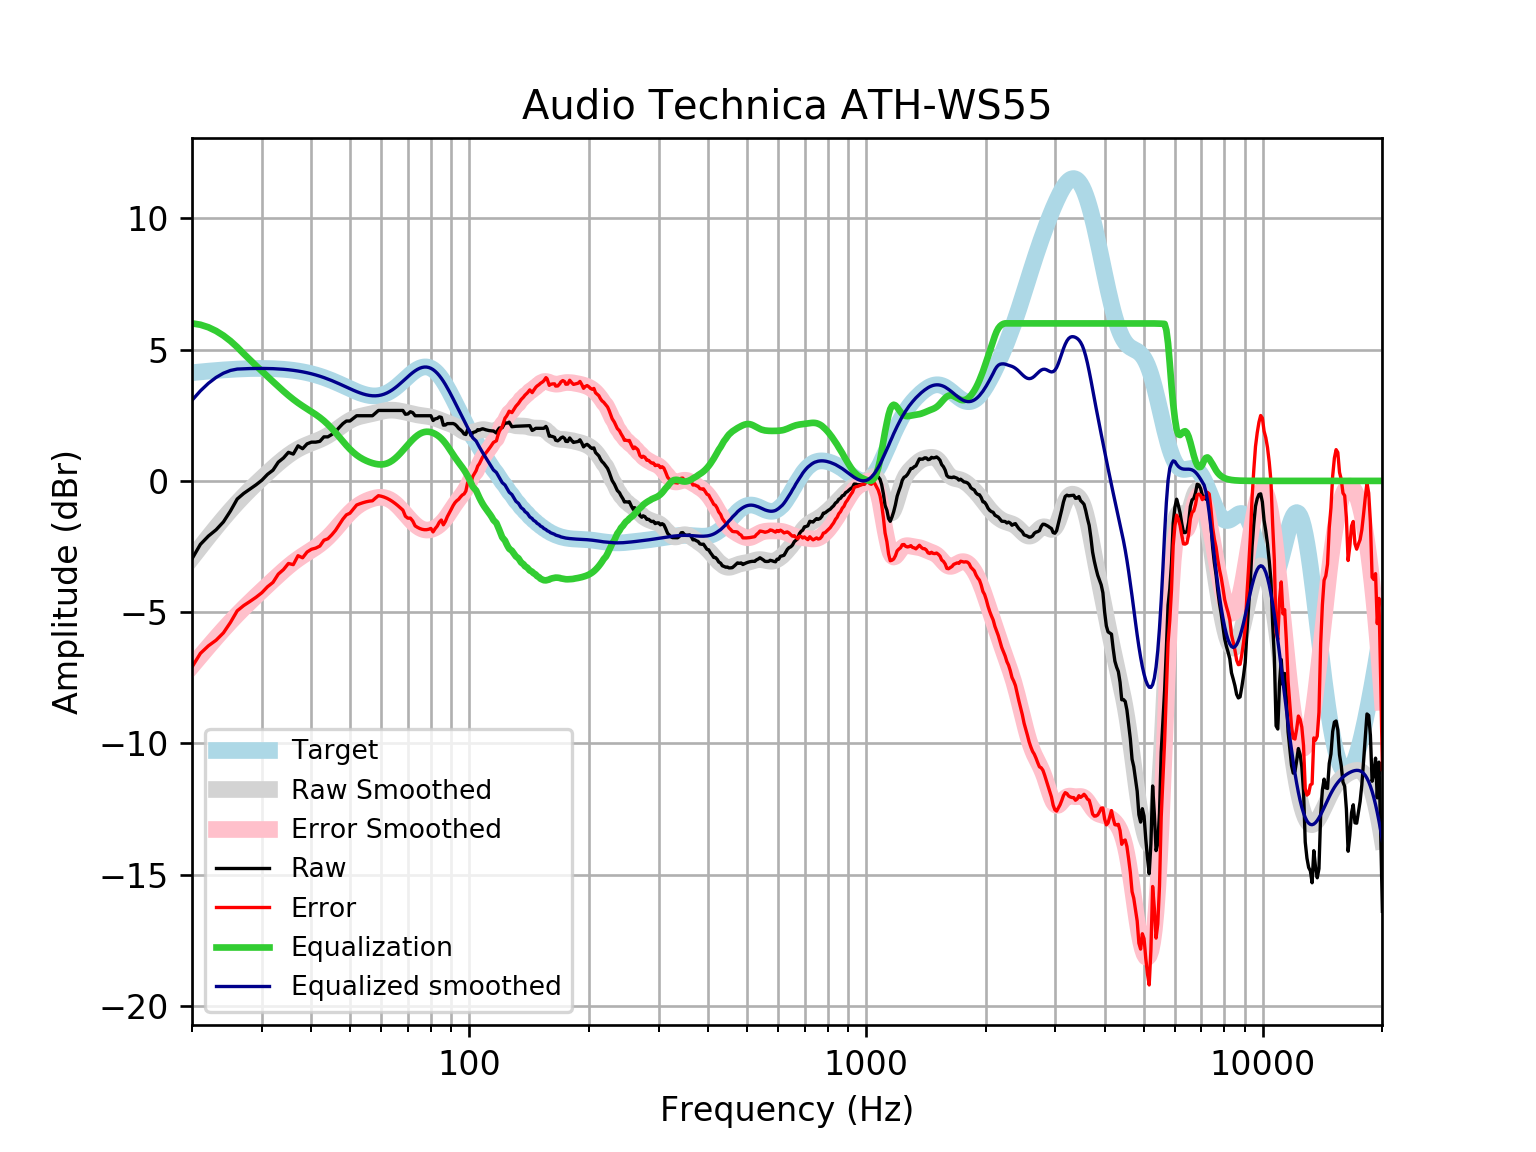 Audio Technica ATH-WS55
Amplitude (dBr)
10
5
0
−5
−10
−15
−20
Target
Raw Smoothed
Error Smoothed
Raw
Error
Equalization
Equalized smoothed
100
1000
10000
Frequency (Hz)